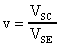 v = V_SC / V_SE